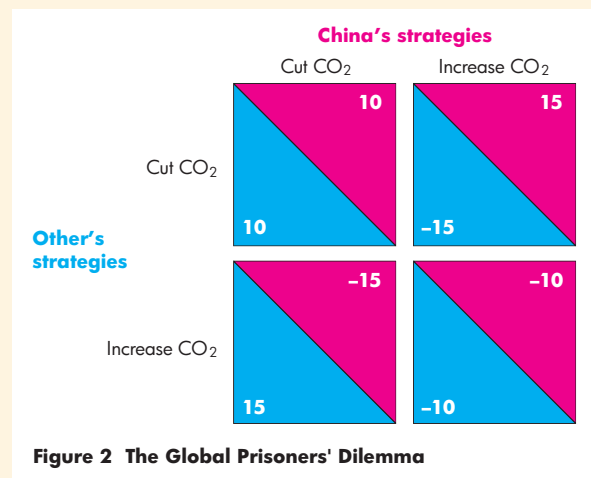 China's strategies
Cut CO2 Increase CO2
10 15
Cut CO2
10 –15
Other's
strategies
–15 –10
Increase CO2
15 –10
Figure 2 The Global Prisoners' Dilemma